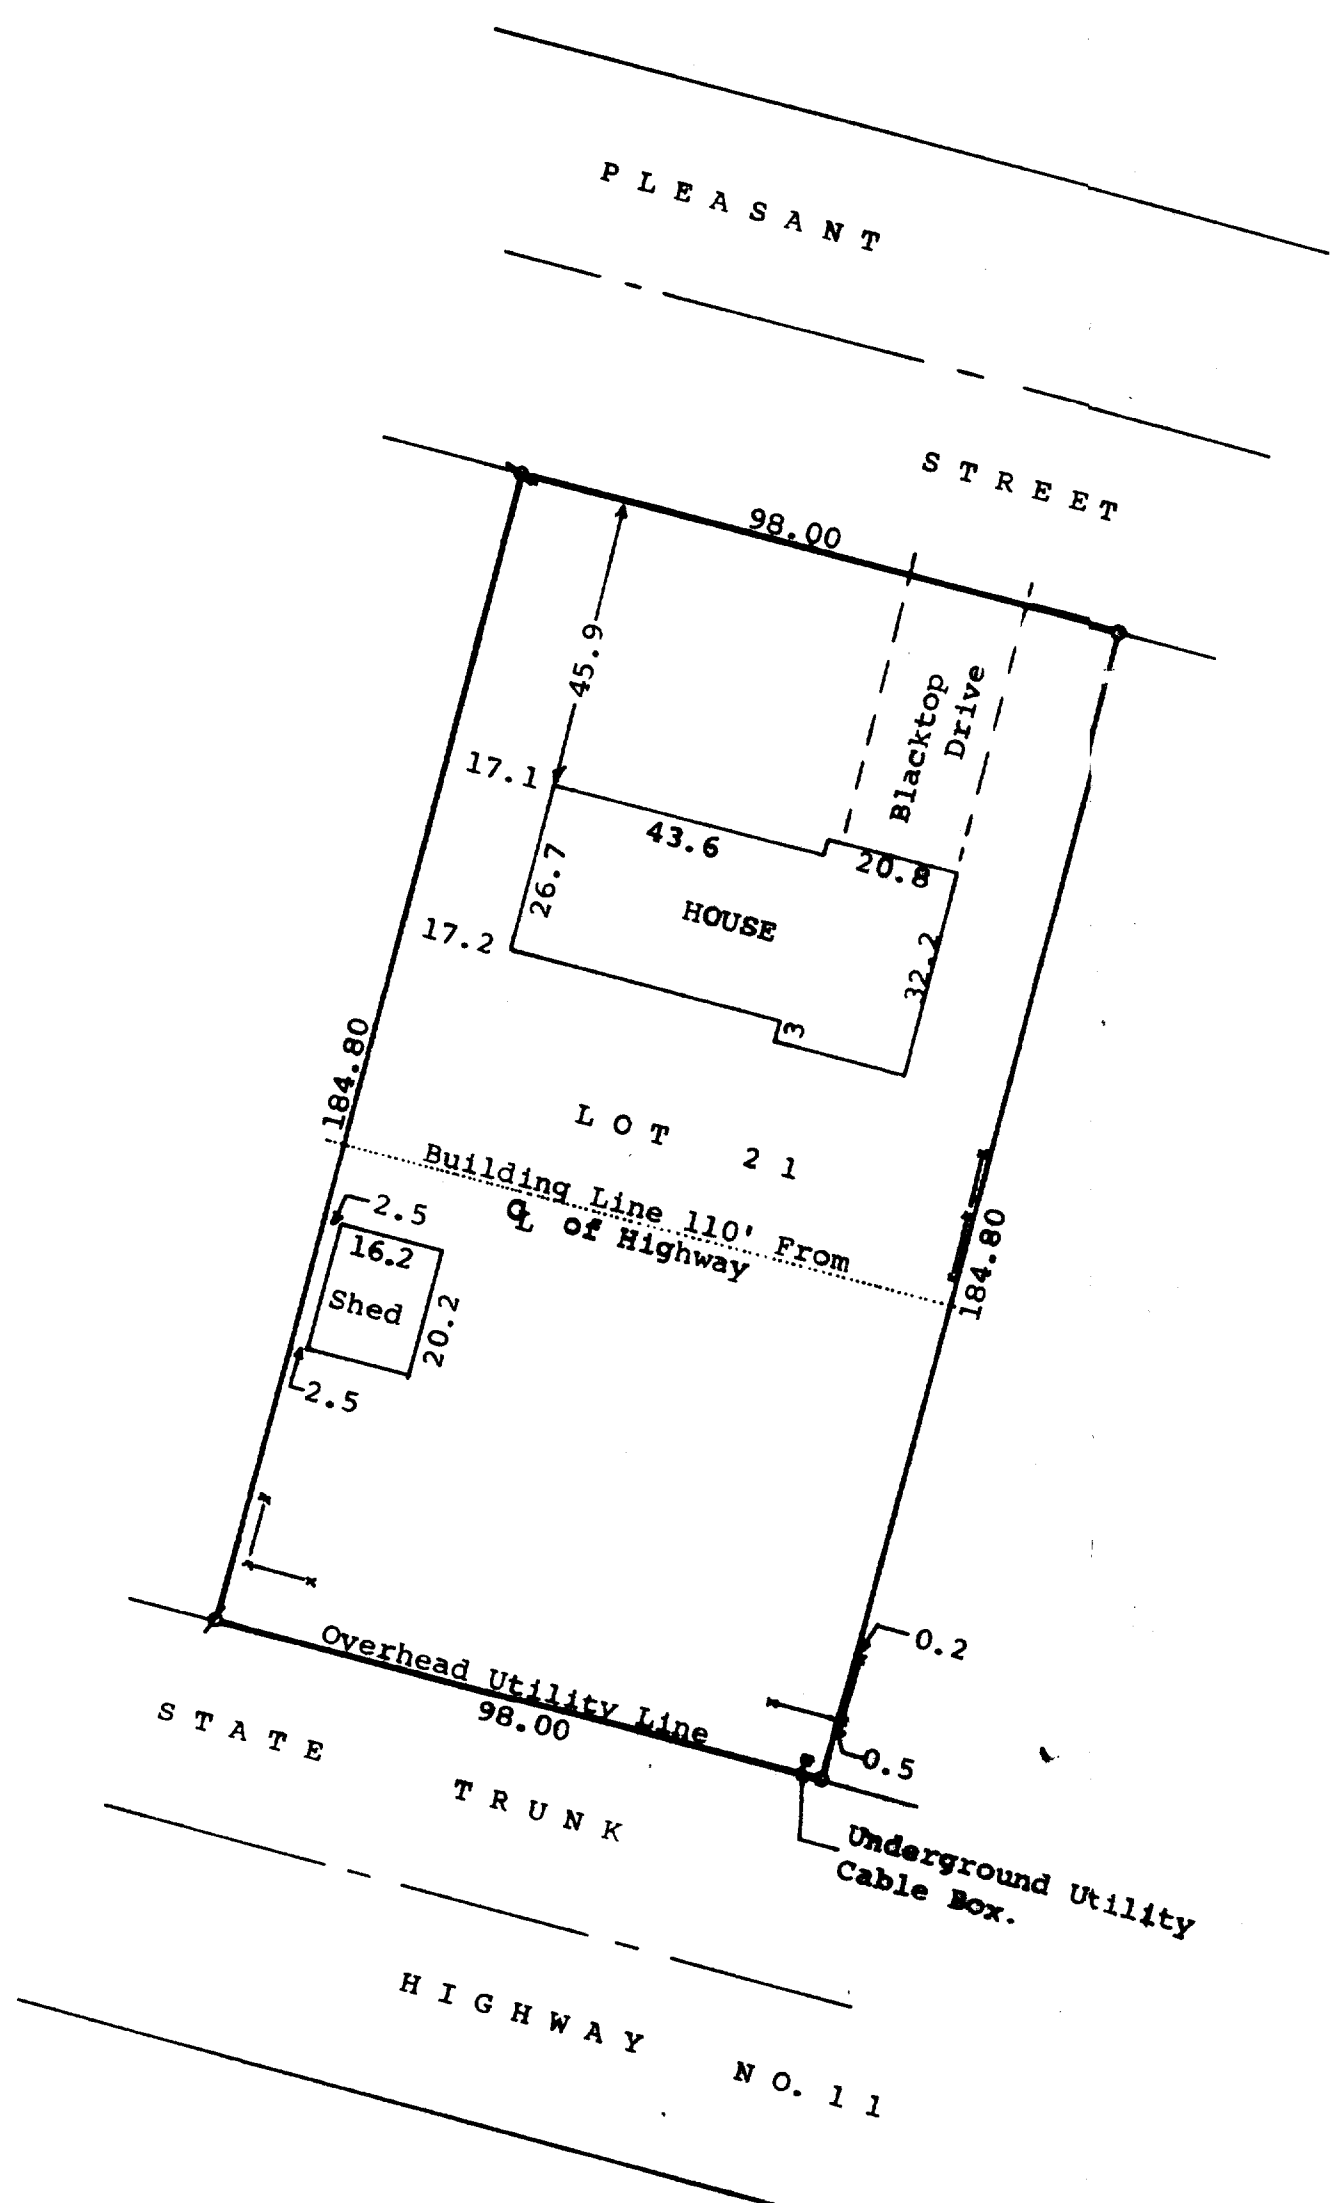 PLEASANT
STREET
98.00
45.9
Blacktop
Drive
17.1
43.6
20.8
26.7
HOUSE
17.2
32.2
3
184.80
LOT 21
Building Line 110' From
℄ of Highway
2.5
16.2
Shed
20.2
184.80
2.5
0.2
Overhead Utility Line
98.00
0.5
STATE TRUNK
Underground Utility
Cable Box.
HIGHWAY NO. 11